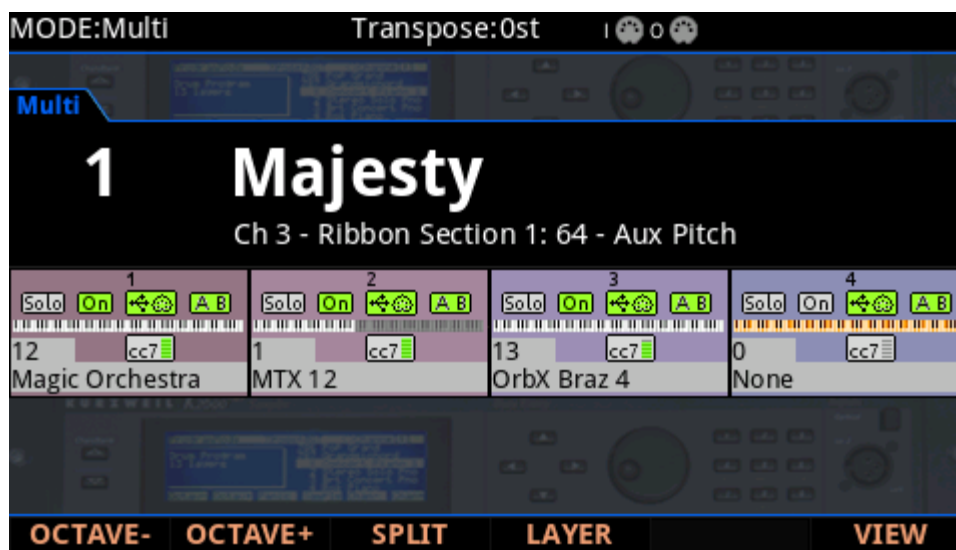 MODE:Multi Transpose:0st I O
Multi
1 Majesty
Ch 3 - Ribbon Section 1: 64 - Aux Pitch
1 2 3 4
Solo On A B Solo On A B Solo On A B Solo On A B
12 cc7 1 cc7 13 cc7 0 cc7
Magic Orchestra MTX 12 OrbX Braz 4 None
KURZWEIL
OCTAVE- OCTAVE+ SPLIT LAYER VIEW